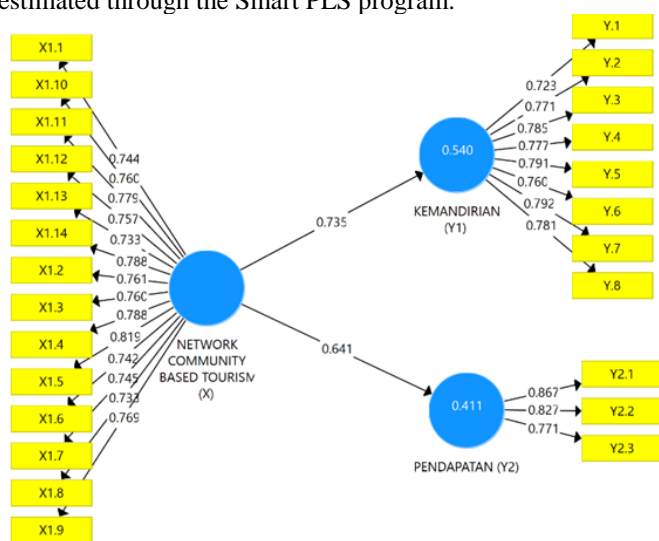 estimated through the Smart PLS program.
X1.1
X1.10
X1.11
X1.12
X1.13
X1.14
X1.2
X1.3
X1.4
X1.5
X1.6
X1.7
X1.8
X1.9
0.744
0.760
0.779
0.757
0.733
0.788
0.761
0.760
0.788
0.819
0.742
0.745
0.733
0.769
NETWORK
COMMUNITY
BASED TOURISM
(X)
0.735
0.641
0.540
KEMANDIRIAN
(Y1)
0.723
0.771
0.785
0.777
0.791
0.760
0.792
0.781
Y.1
Y.2
Y.3
Y.4
Y.5
Y.6
Y.7
Y.8
0.411
PENDAPATAN (Y2)
0.867
0.827
0.771
Y2.1
Y2.2
Y2.3